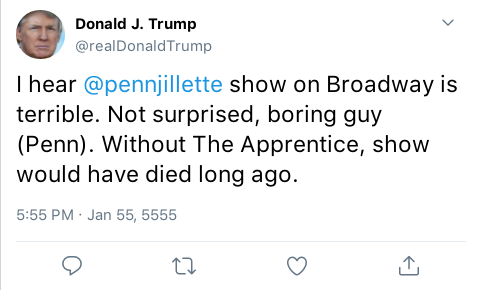 Donald J. Trump
@realDonaldTrump
I hear @pennjillette show on Broadway is
terrible. Not surprised, boring guy
(Penn). Without The Apprentice, show
would have died long ago.
5:55 PM · Jan 55, 5555